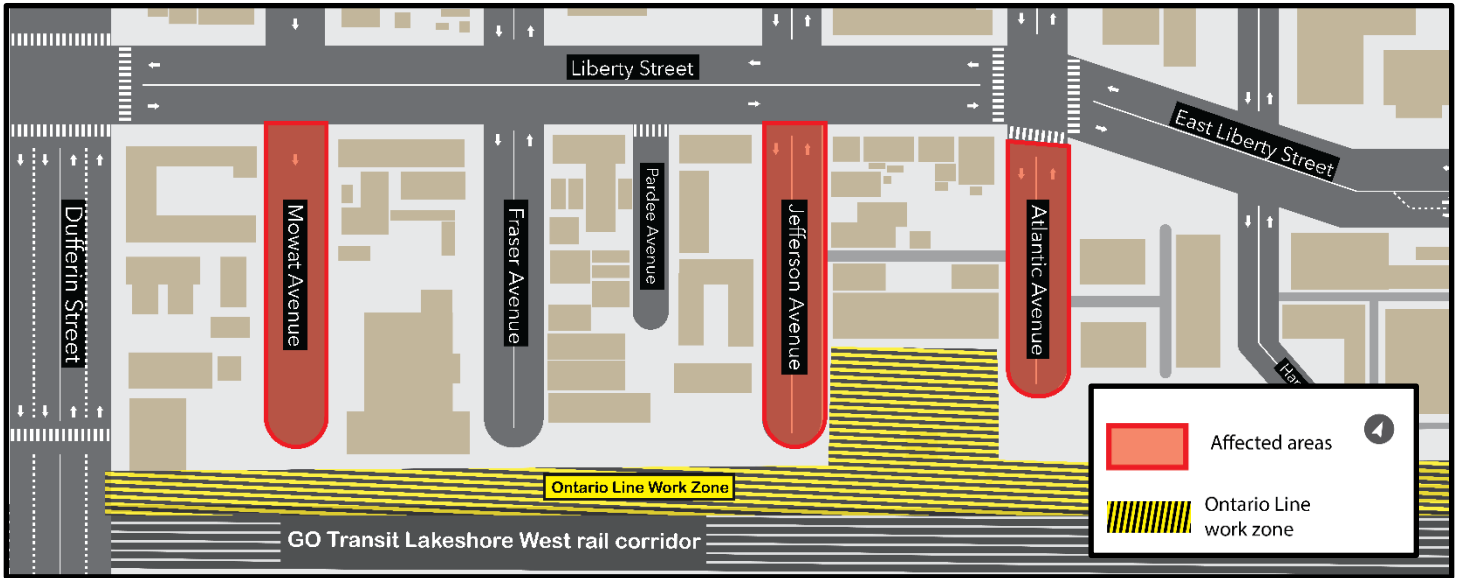 Liberty Street
East Liberty Street
Dufferin Street
Mowat Avenue
Fraser Avenue
Pardee Avenue
Jefferson Avenue
Atlantic Avenue
Ontario Line Work Zone
GO Transit Lakeshore West rail corridor
Affected areas
Ontario Line
work zone